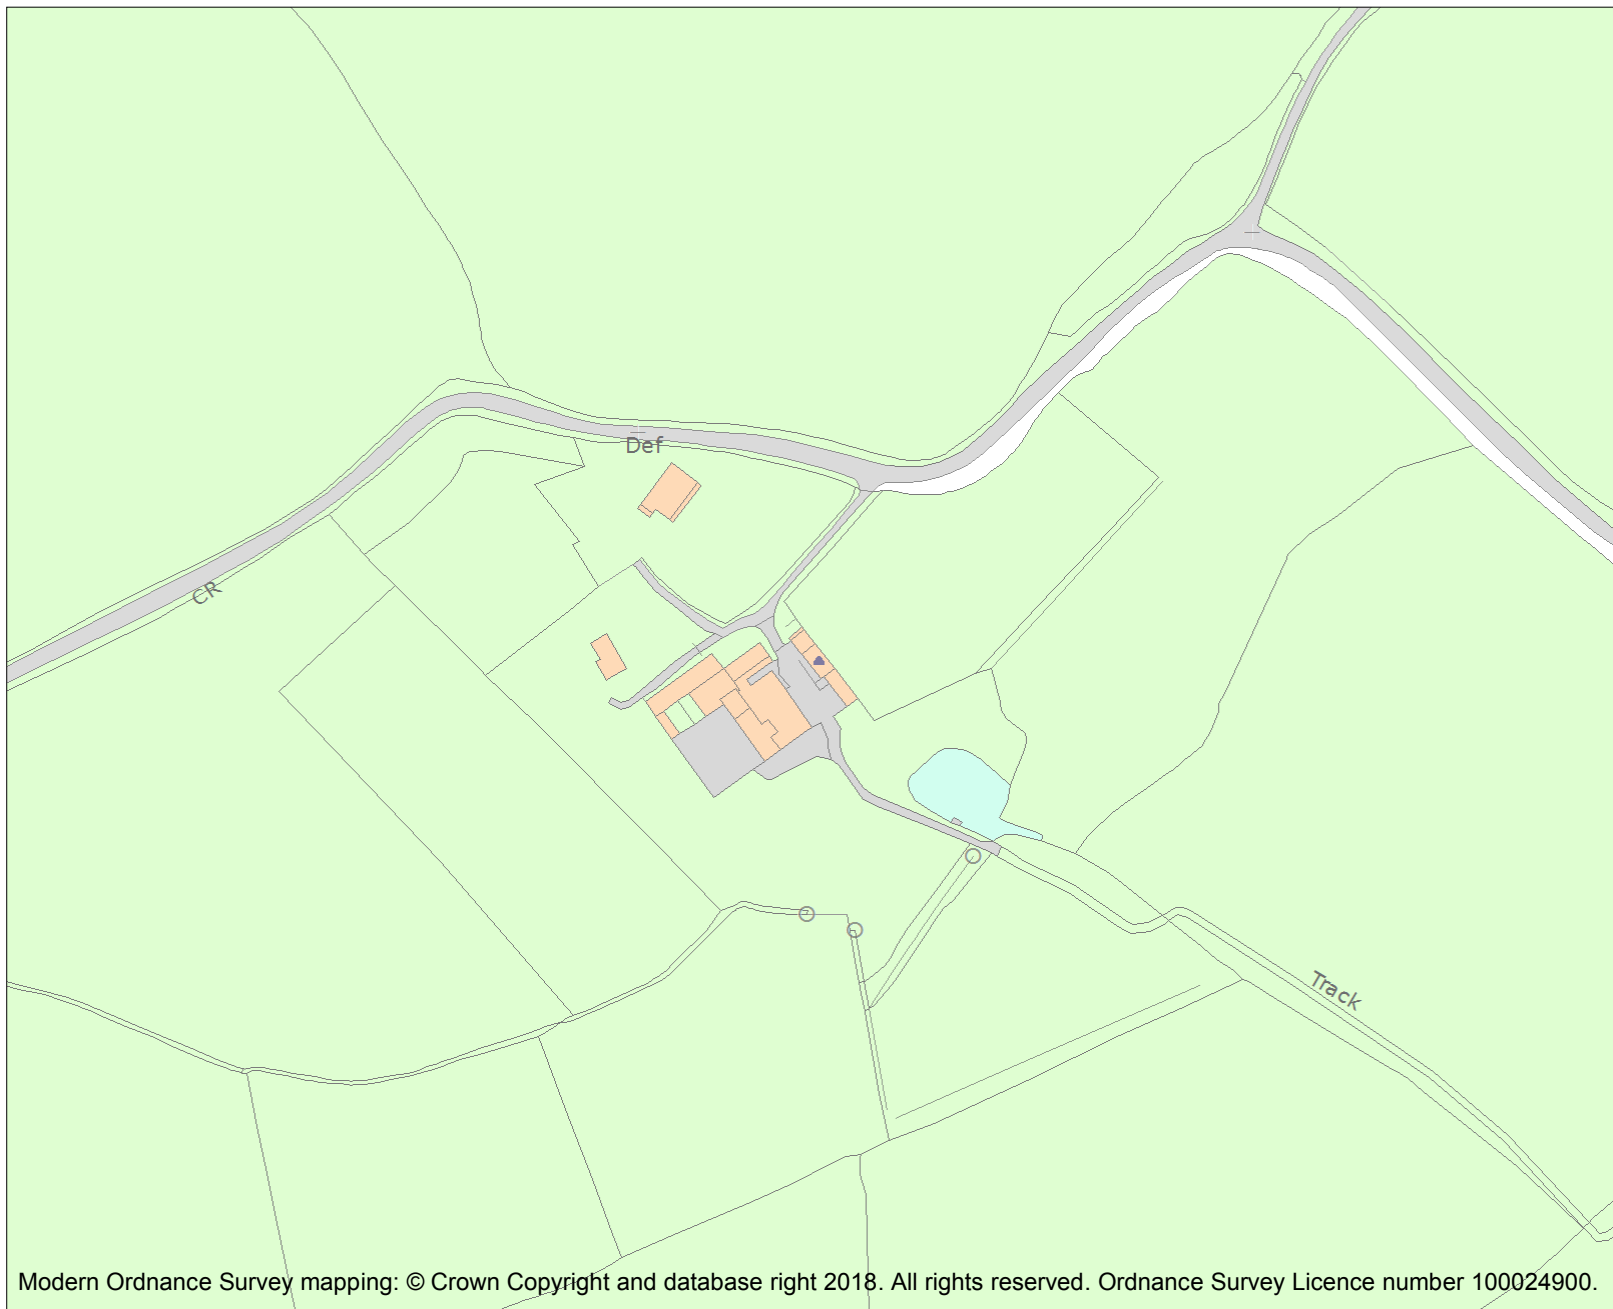 Def
CR
Track
Modern Ordnance Survey mapping: © Crown Copyright and database right 2018. All rights reserved. Ordnance Survey Licence number 100024900.